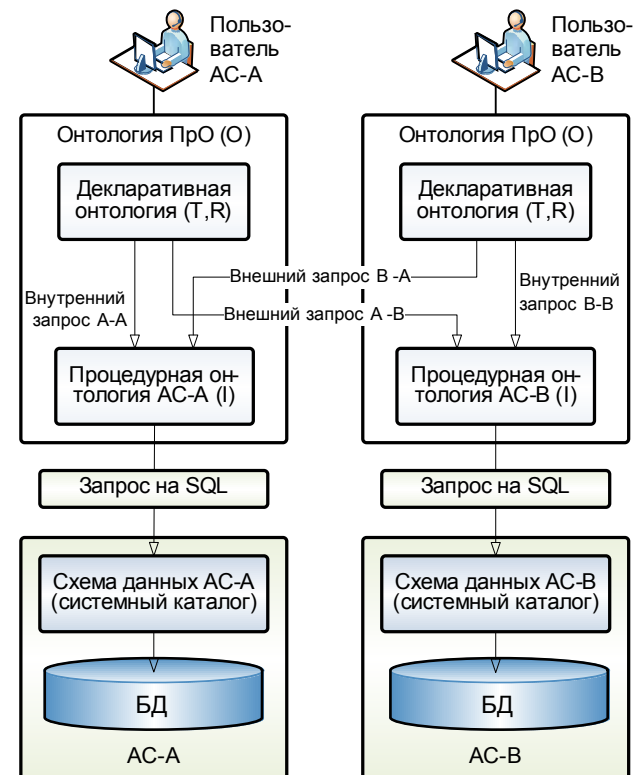 Пользо-
ватель
АС-А
Пользо-
ватель
АС-В
Онтология ПрО (О)
Онтология ПрО (О)
Декларативная
онтология (T,R)
Декларативная
онтология (T,R)
Внешний запрос В -А
Внутренний
запрос А-А
Внутренний
запрос В-В
Внешний запрос А -В
Процедурная он-
тология АС-А (I)
Процедурная он-
тология АС-В (I)
Запрос на SQL
Запрос на SQL
Схема данных АС-А
(системный каталог)
Схема данных АС-В
(системный каталог)
БД
БД
АС-А
АС-В